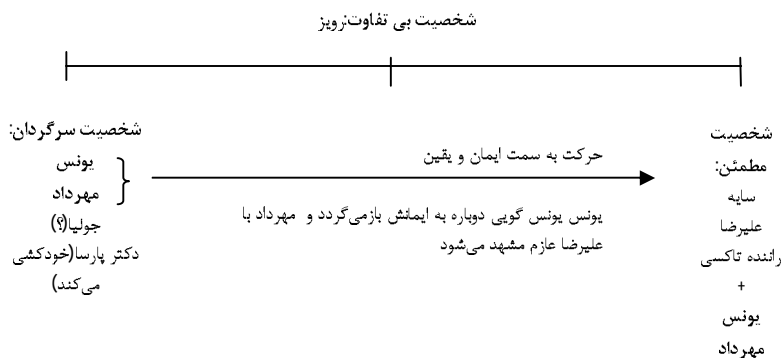 شخصیت بی تفاوت:رویز
شخصیت
مطمئن:
سایه
علیرضا
راننده تاکسی
+
یونس
مهرداد
حرکت به سمت ایمان و یقین
یونس یونس گویی دوباره به ایمانش بازمی‌گردد و مهرداد با
علیرضا عازم مشهد می‌شود
شخصیت سرگردان:
یونس
مهرداد
جولیا(؟)
دکتر پارسا(خودکشی
می‌کند)